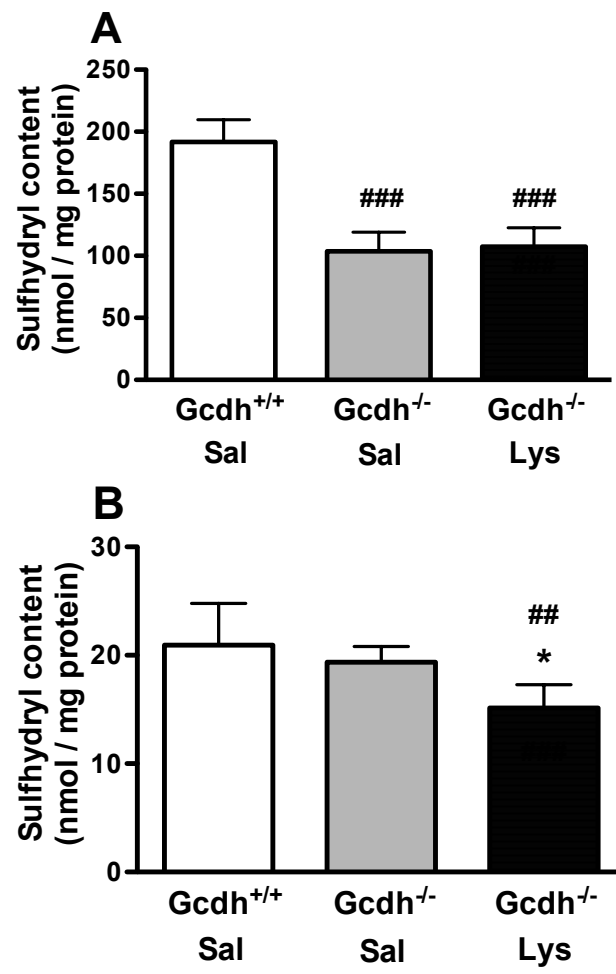 A
Sulfhydryl content
(nmol / mg protein)
250
200
150
100
50
0
###
###
###
Gcdh+/+
Sal
Gcdh-/-
Sal
Gcdh-/-
Lys
B
Sulfhydryl content
(nmol / mg protein)
30
20
10
0
##
*
###
Gcdh+/+
Sal
Gcdh-/-
Sal
Gcdh-/-
Lys